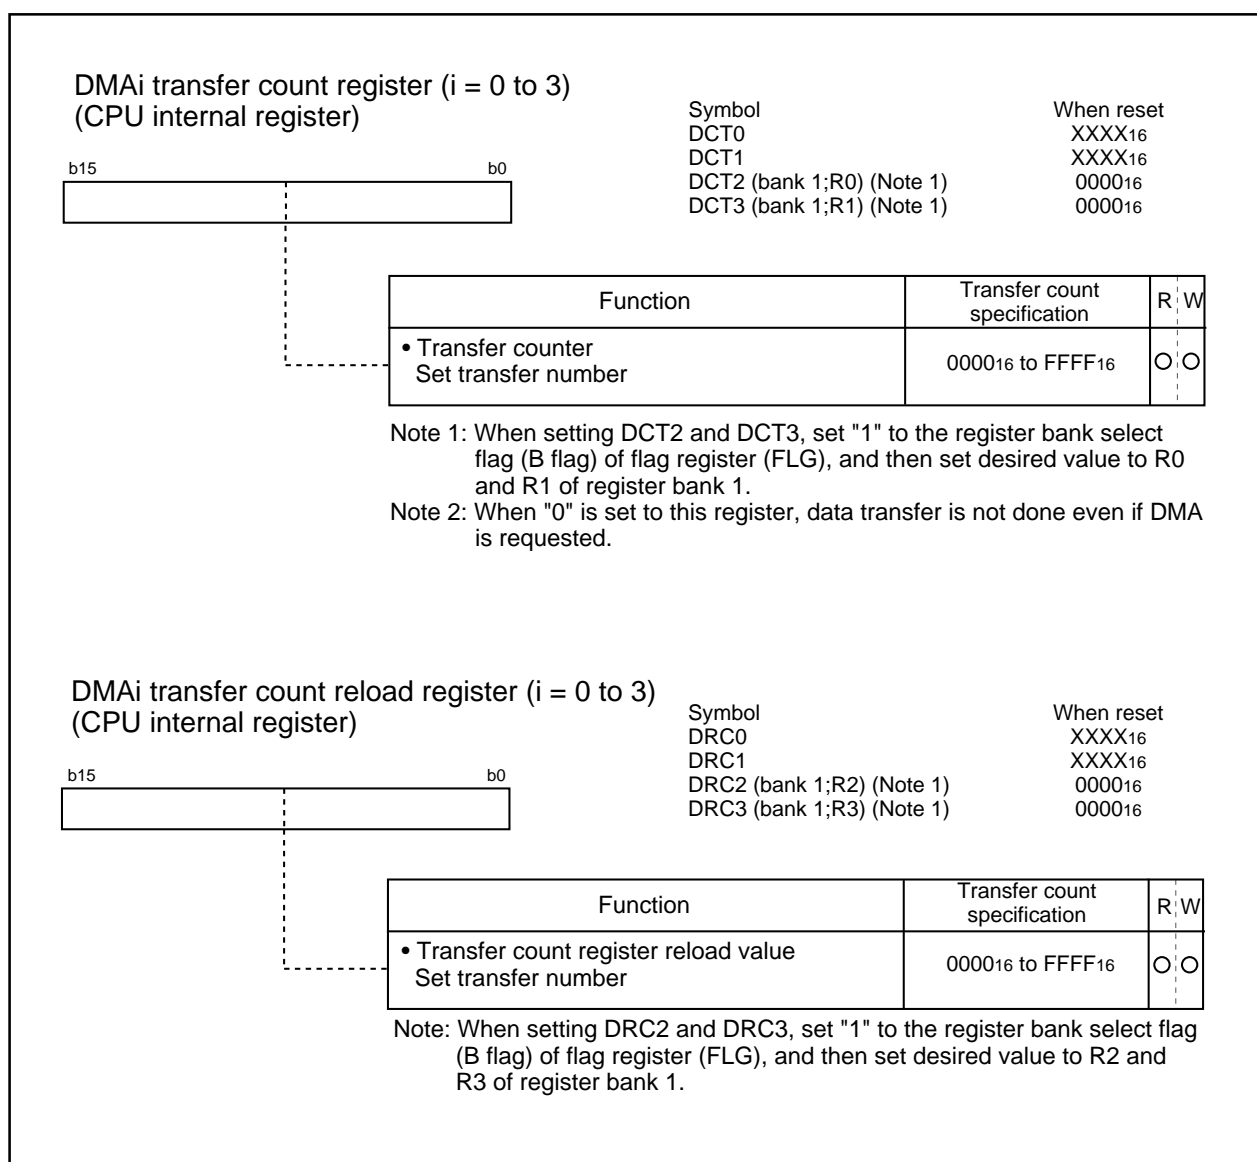 DMAi transfer count register (i = 0 to 3)
(CPU internal register)
Symbol When reset
DCT0 XXXX16
DCT1 XXXX16
DCT2 (bank 1;R0) (Note 1) 000016
DCT3 (bank 1;R1) (Note 1) 000016
b15 b0
Function Transfer count specification R W
• Transfer counter
Set transfer number 000016 to FFFF16 ○ ○
Note 1: When setting DCT2 and DCT3, set "1" to the register bank select
flag (B flag) of flag register (FLG), and then set desired value to R0
and R1 of register bank 1.
Note 2: When "0" is set to this register, data transfer is not done even if DMA
is requested.
DMAi transfer count reload register (i = 0 to 3)
(CPU internal register)
Symbol When reset
DRC0 XXXX16
DRC1 XXXX16
DRC2 (bank 1;R2) (Note 1) 000016
DRC3 (bank 1;R3) (Note 1) 000016
b15 b0
Function Transfer count specification R W
• Transfer count register reload value
Set transfer number 000016 to FFFF16 ○ ○
Note: When setting DRC2 and DRC3, set "1" to the register bank select flag
(B flag) of flag register (FLG), and then set desired value to R2 and
R3 of register bank 1.